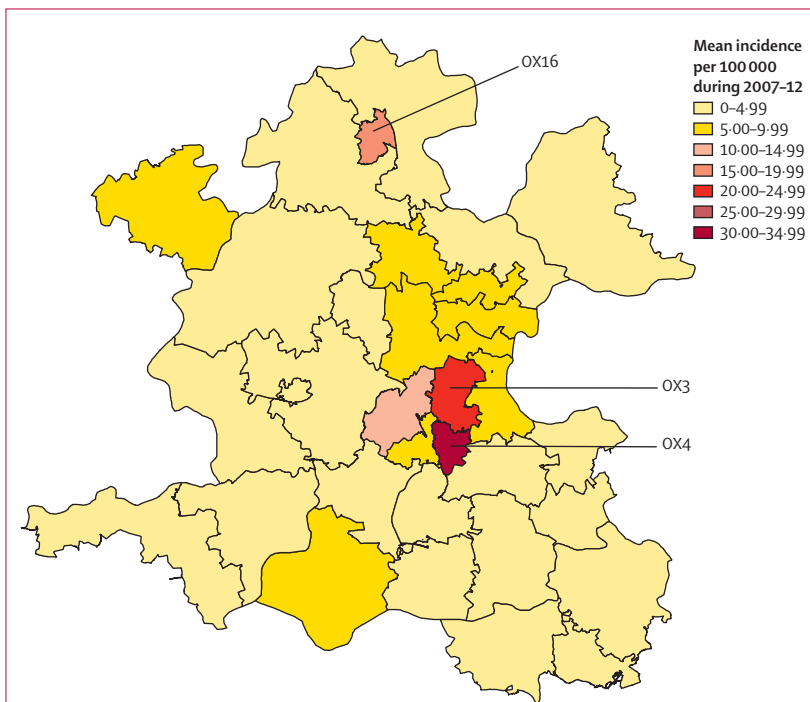 Mean incidence
per 100 000
during 2007–12
0–4·99
5·00–9·99
10·00–14·99
15·00–19·99
20·00–24·99
25·00–29·99
30·00–34·99
OX16
OX3
OX4